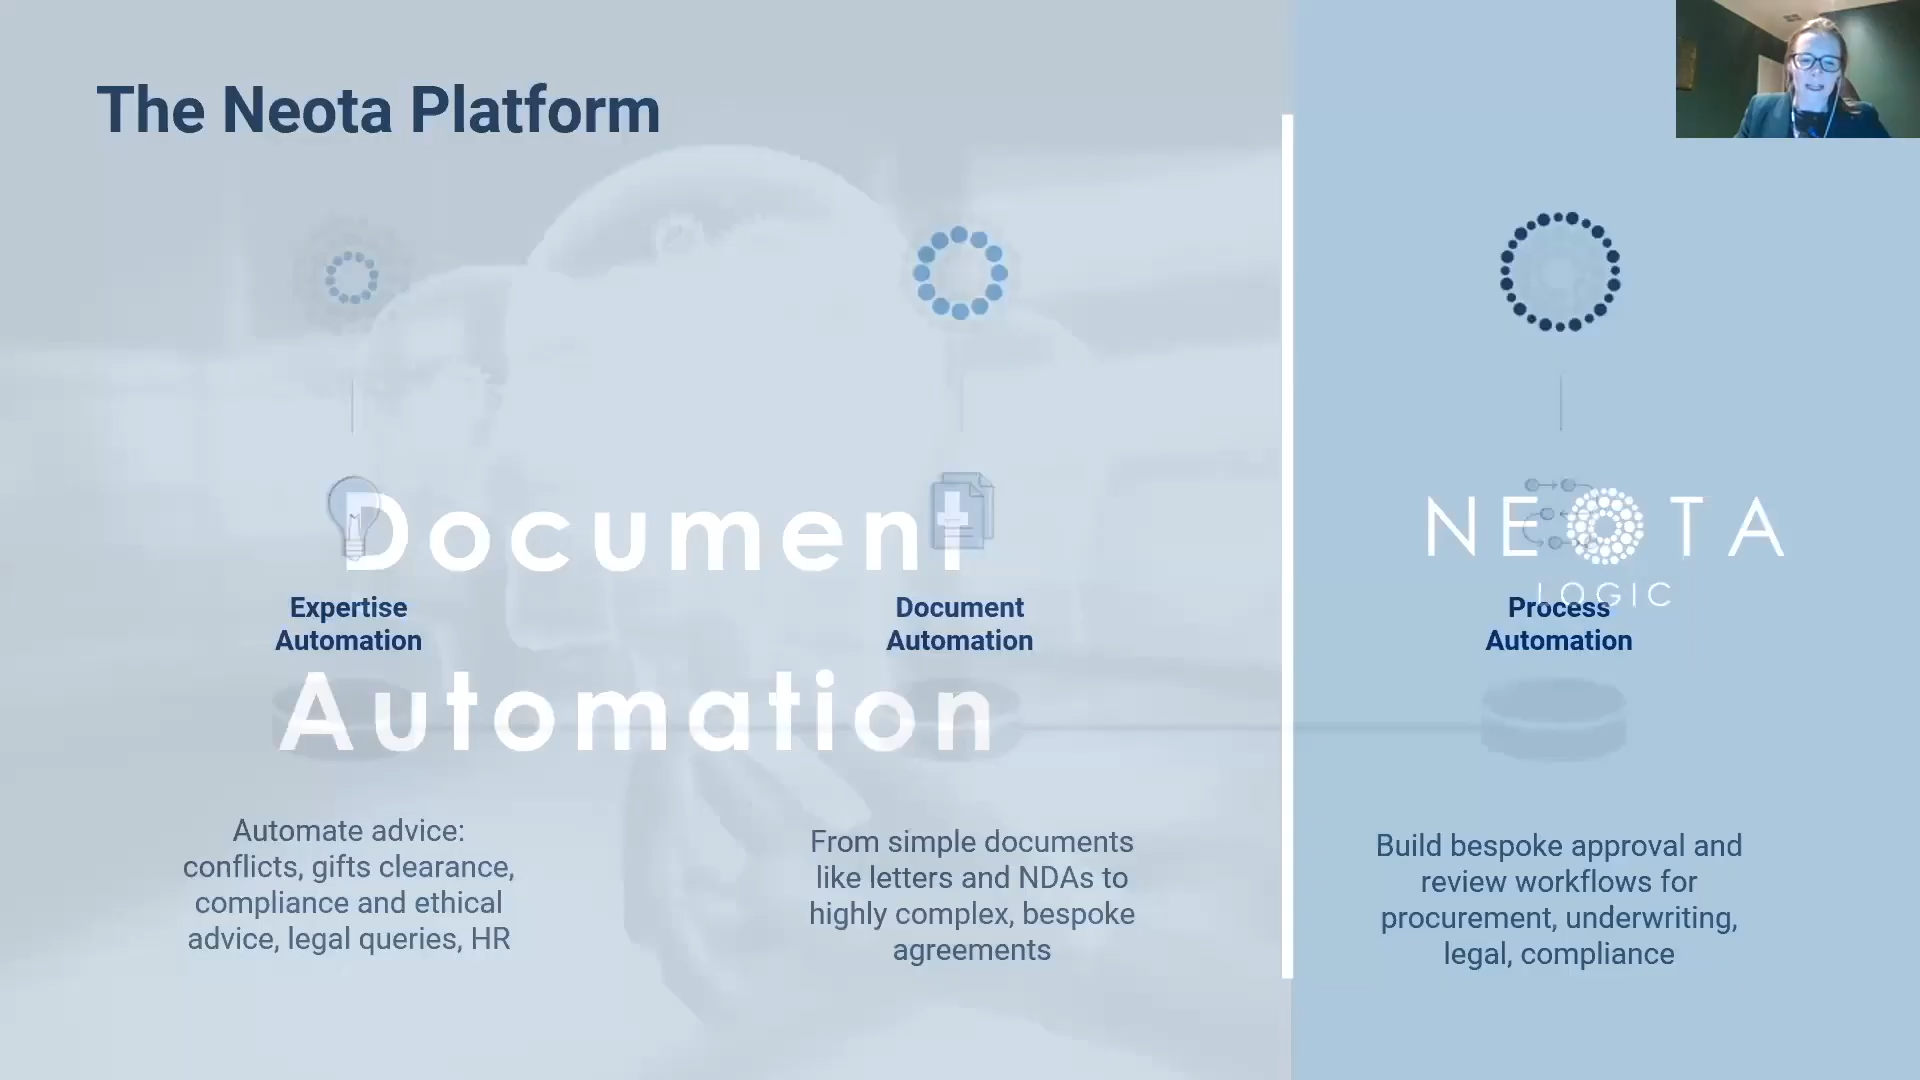 The Neota Platform
Document
Automation
NEOTA
LOGIC
Expertise
Automation
Automate advice:
conflicts, gifts clearance,
compliance and ethical
advice, legal queries, HR
Document
Automation
From simple documents
like letters and NDAs to
highly complex, bespoke
agreements
Process
Automation
Build bespoke approval and
review workflows for
procurement, underwriting,
legal, compliance